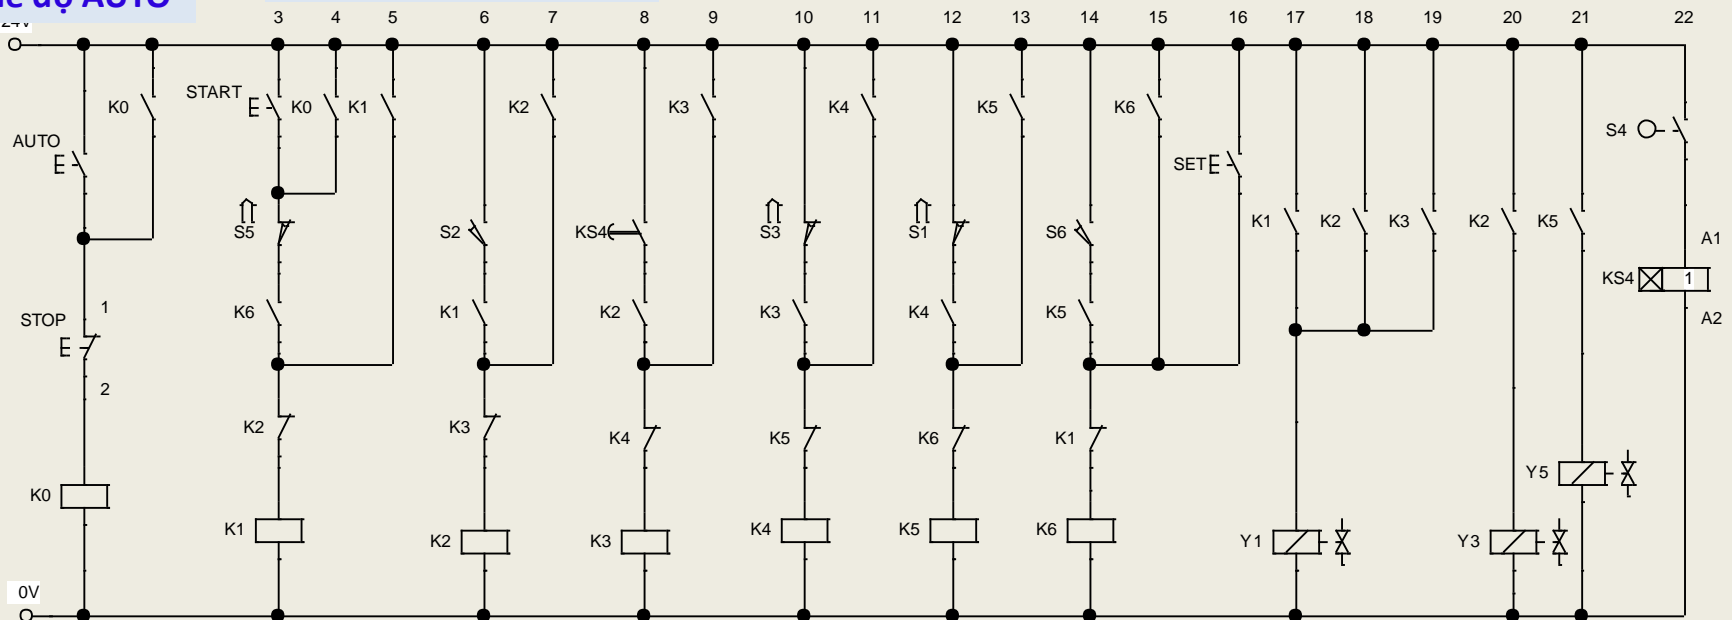 độ AUTO
3 4 5 6 7 8 9 10 11 12 13 14 15 16 17 18 19 20 21 22
24V
START
K0 K0 K1 K2 K3 K4 K5 K6
AUTO
S4
SET
K1 K2 K3 K2 K5
S5 S2 KS4 S3 S1 S6
A1
KS4 1
1
K6 K1 K2 K3 K4 K5
STOP
A2
2
K2 K3 K4 K5 K6 K1
Y5
K0
K1 K2 K3 K4 K5 K6 Y1 Y3
0V